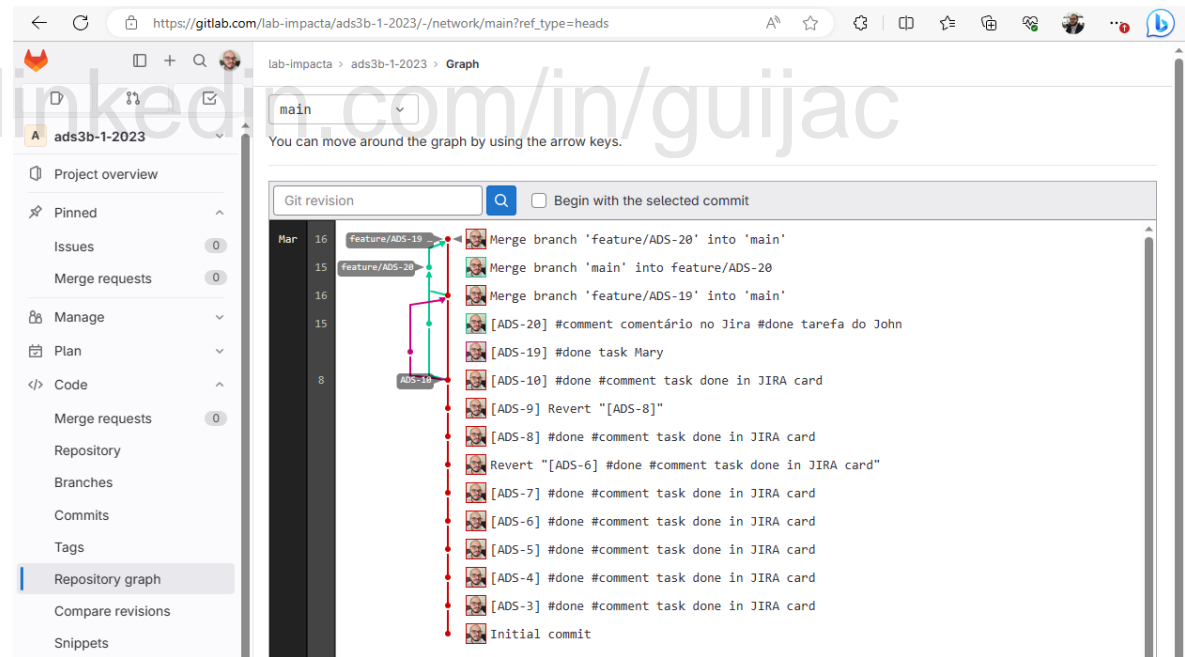 https://gitlab.com/lab-impacta/ads3b-1-2023/-/network/main?ref_type=heads
lab-impacta › ads3b-1-2023 › Graph
linkedin.com/in/guijac
main
A ads3b-1-2023
You can move around the graph by using the arrow keys.
Project overview
Pinned
Issues 0
Merge requests 0
Manage
Plan
Code
Merge requests 0
Repository
Branches
Commits
Tags
Repository graph
Compare revisions
Snippets
Git revision
Begin with the selected commit
Mar 16 feature/ADS-19 … Merge branch 'feature/ADS-20' into 'main'
15 feature/ADS-20 Merge branch 'main' into feature/ADS-20
16 Merge branch 'feature/ADS-19' into 'main'
15 [ADS-20] #comment comentário no Jira #done tarefa do John
[ADS-19] #done task Mary
8 ADS-10 [ADS-10] #done #comment task done in JIRA card
[ADS-9] Revert "[ADS-8]"
[ADS-8] #done #comment task done in JIRA card
Revert "[ADS-6] #done #comment task done in JIRA card"
[ADS-7] #done #comment task done in JIRA card
[ADS-6] #done #comment task done in JIRA card
[ADS-5] #done #comment task done in JIRA card
[ADS-4] #done #comment task done in JIRA card
[ADS-3] #done #comment task done in JIRA card
Initial commit